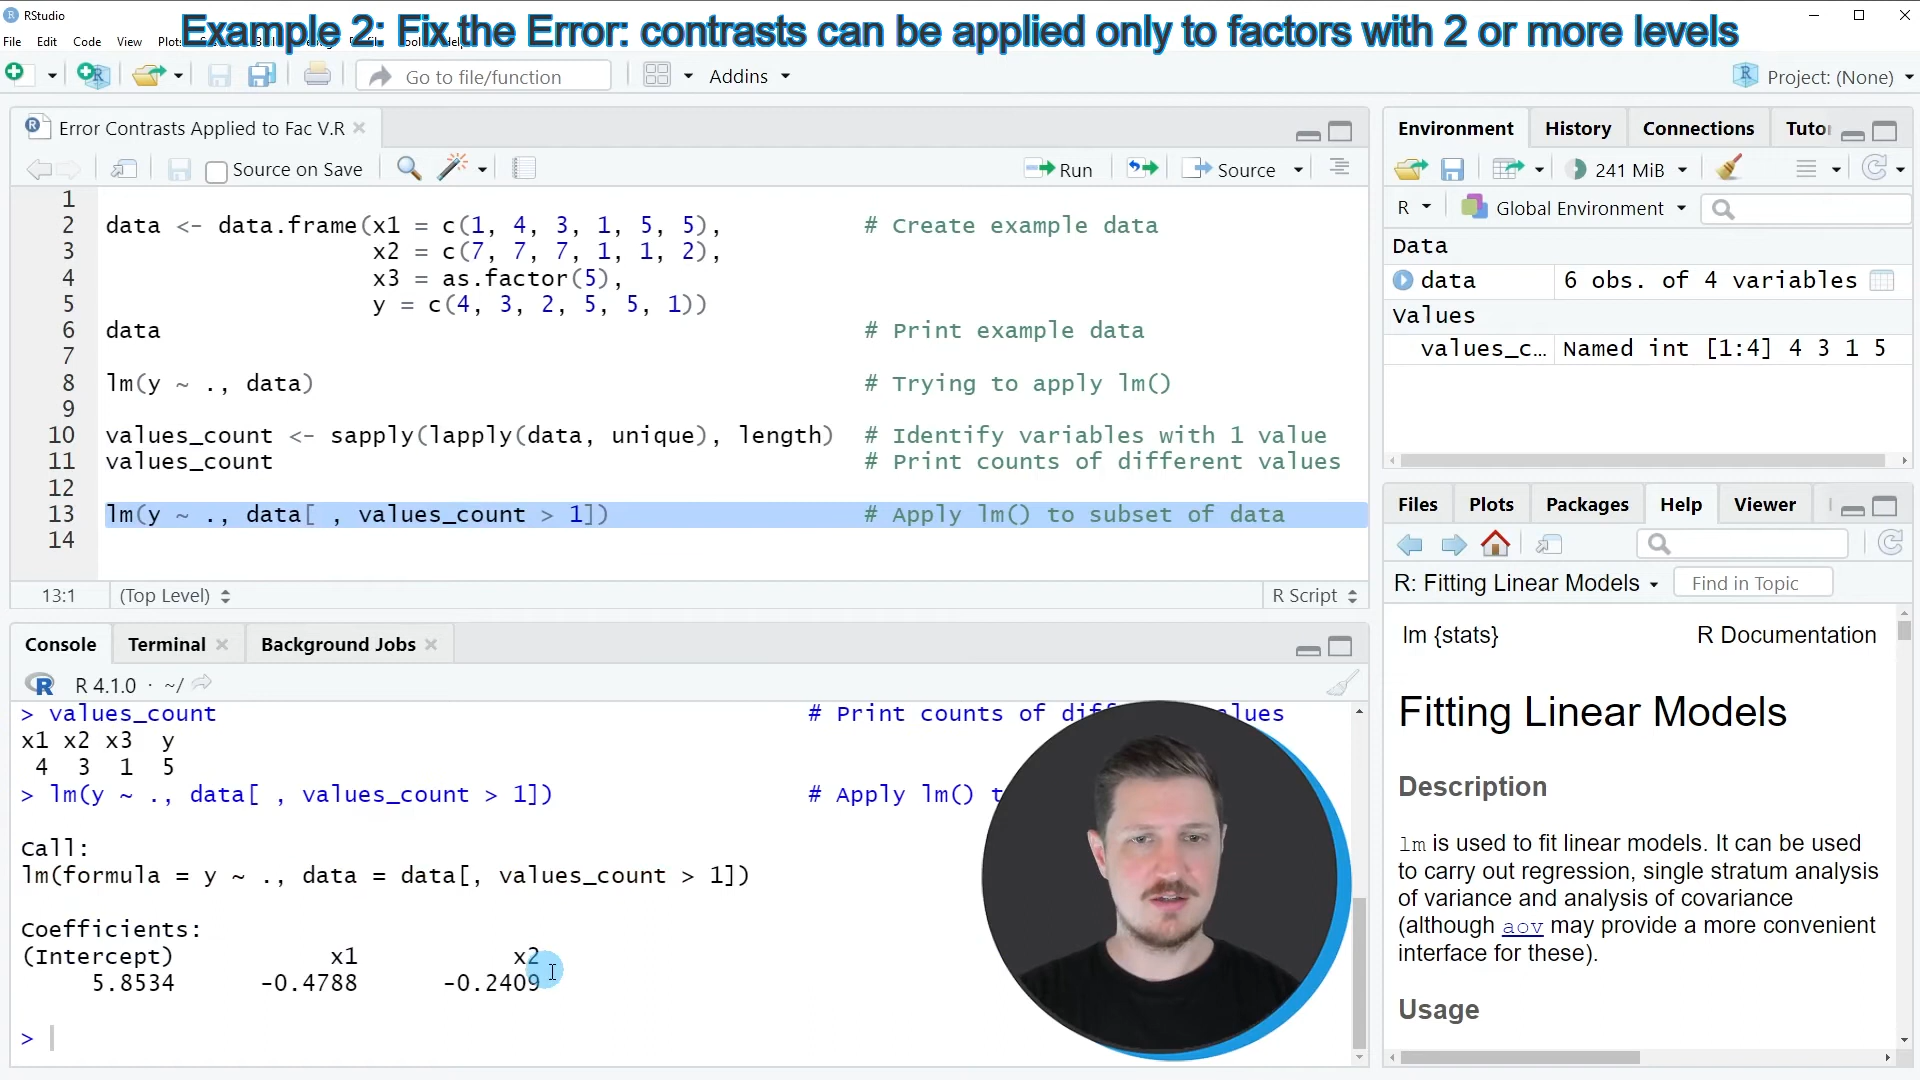 RStudio
Example 2: Fix the Error: contrasts can be applied only to factors with 2 or more levels
File Edit Code View Plots
Go to file/function
Addins
Project: (None)
Error Contrasts Applied to Fac V.R
Source on Save
Run
Source
1
2 data <- data.frame(x1 = c(1, 4, 3, 1, 5, 5), # Create example data
3 x2 = c(7, 7, 7, 1, 1, 2),
4 x3 = as.factor(5),
5 y = c(4, 3, 2, 5, 5, 1))
6 data # Print example data
7
8 lm(y ~ ., data) # Trying to apply lm()
9
10 values_count <- sapply(lapply(data, unique), length) # Identify variables with 1 value
11 values_count # Print counts of different values
12
13 lm(y ~ ., data[ , values_count > 1]) # Apply lm() to subset of data
14
13:1 (Top Level) R Script
Console Terminal Background Jobs
R 4.1.0 · ~/
> values_count # Print counts of different values
x1 x2 x3 y
4 3 1 5
> lm(y ~ ., data[ , values_count > 1]) # Apply lm() t
Call:
lm(formula = y ~ ., data = data[, values_count > 1])
Coefficients:
(Intercept) x1 x2
5.8534 -0.4788 -0.2409
>
Environment History Connections Tuto
241 MiB
R Global Environment
Data
data 6 obs. of 4 variables
Values
values_c… Named int [1:4] 4 3 1 5
Files Plots Packages Help Viewer
R: Fitting Linear Models Find in Topic
lm {stats} R Documentation
Fitting Linear Models
Description
lm is used to fit linear models. It can be used
to carry out regression, single stratum analysis
of variance and analysis of covariance
(although aov may provide a more convenient
interface for these).
Usage